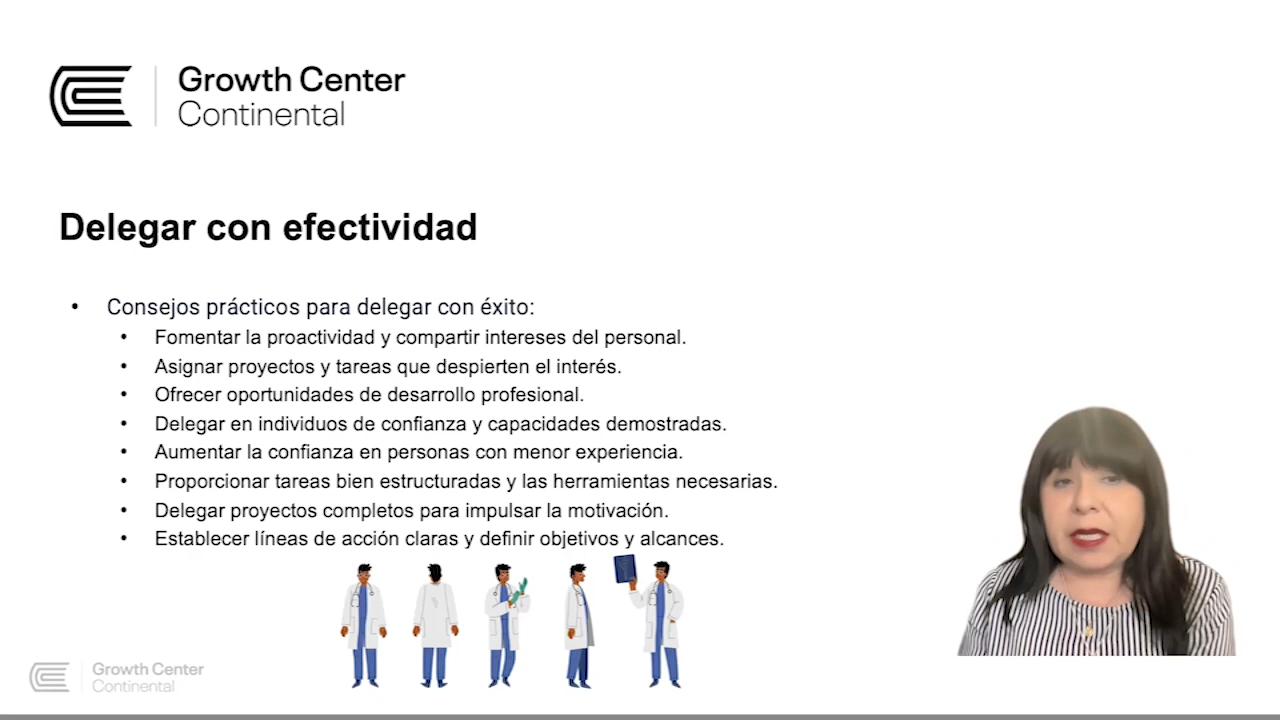 Growth Center
Continental
Delegar con efectividad
• Consejos prácticos para delegar con éxito:
• Fomentar la proactividad y compartir intereses del personal.
• Asignar proyectos y tareas que despierten el interés.
• Ofrecer oportunidades de desarrollo profesional.
• Delegar en individuos de confianza y capacidades demostradas.
• Aumentar la confianza en personas con menor experiencia.
• Proporcionar tareas bien estructuradas y las herramientas necesarias.
• Delegar proyectos completos para impulsar la motivación.
• Establecer líneas de acción claras y definir objetivos y alcances.
Growth Center
Continental